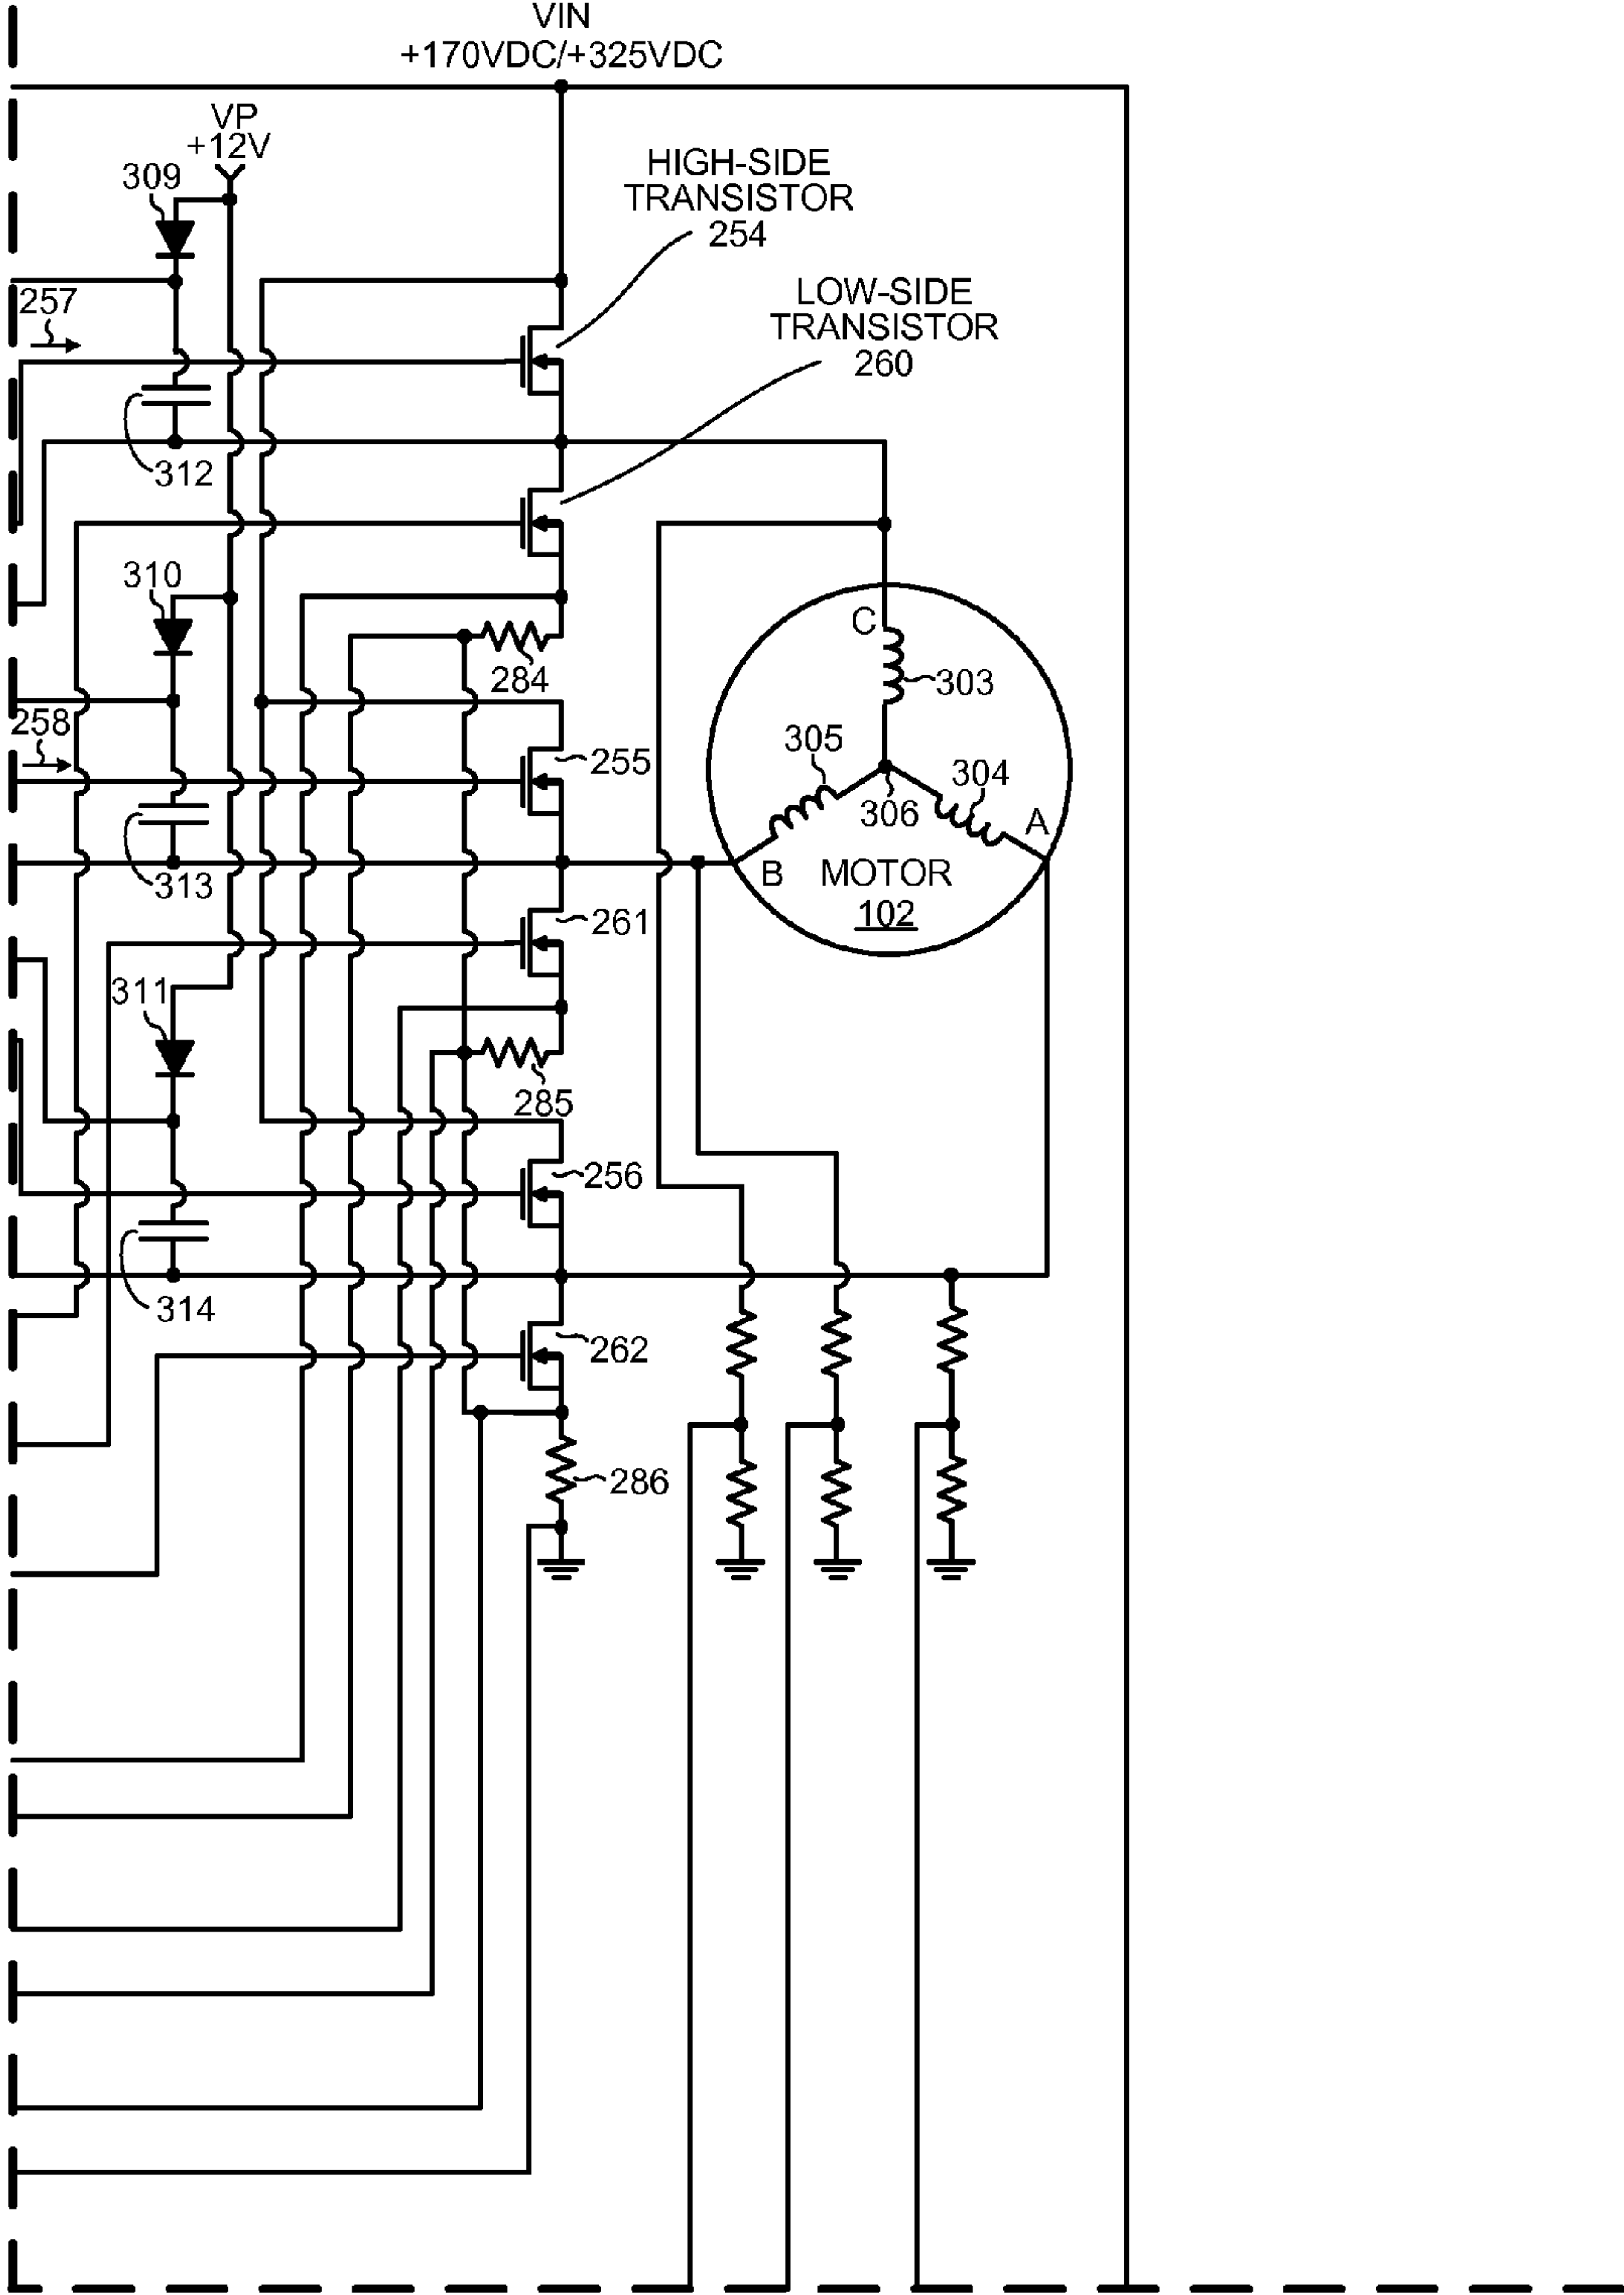 VIN
+170VDC/+325VDC
VP
+12V
309
HIGH-SIDE
TRANSISTOR
254
257
LOW-SIDE
TRANSISTOR
260
312
310
C
284
303
258
305
304
255
306
A
B
MOTOR
102
313
261
311
285
256
314
262
286